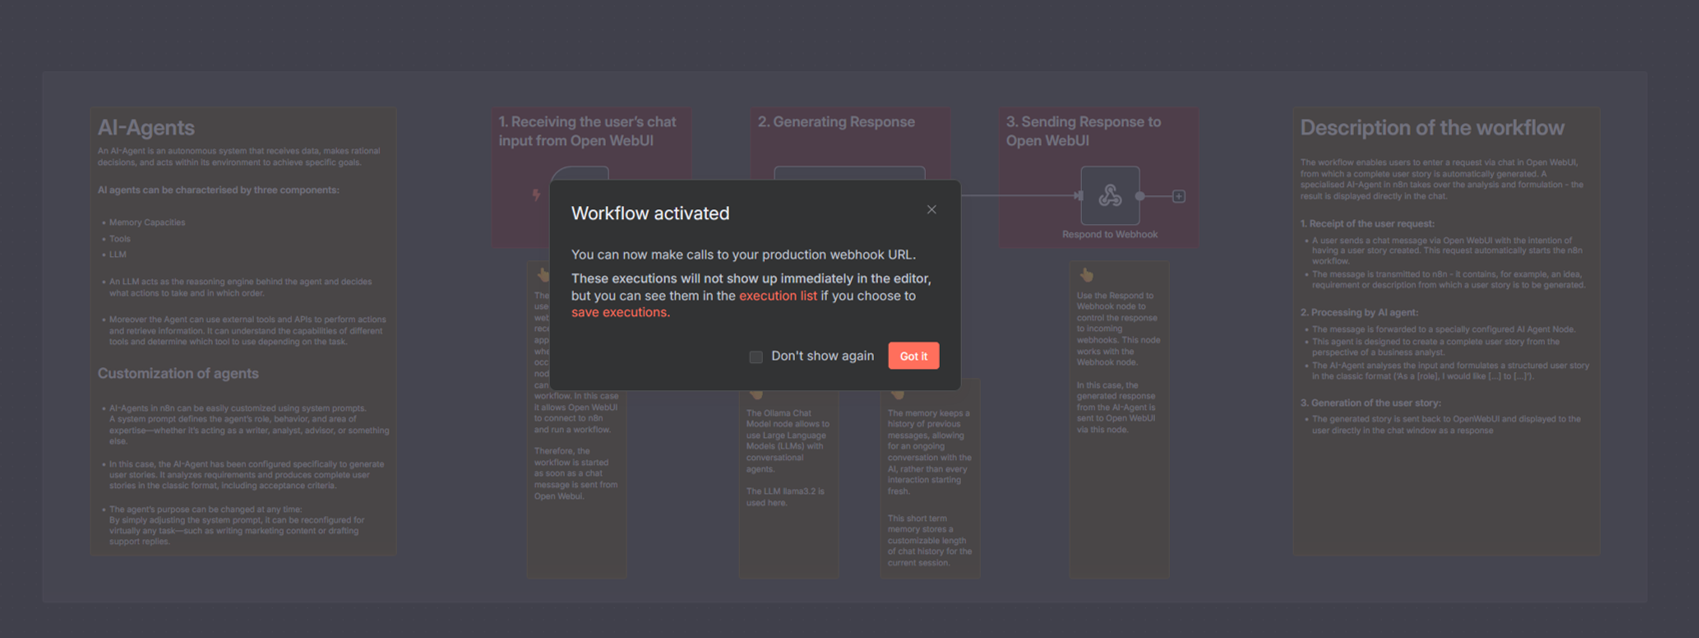 AI-Agents
An AI-Agent is an autonomous system that receives data, makes rational
decisions, and acts within its environment to achieve specific goals.
AI agents can be characterised by three components:
• Memory Capacities
• Tools
• LLM
• An LLM acts as the reasoning engine behind the agent and decides
what actions to take and in which order.
• Moreover the Agent can use external tools and APIs to perform actions
and retrieve information. It can understand the capabilities of different
tools and determine which tool to use depending on the task.
Customization of agents
• AI-Agents in n8n can be easily customized using system prompts.
A system prompt defines the agent's role, behavior, and area of
expertise—whether it's acting as a writer, analyst, advisor, or something
else.
• In this case, the AI-Agent has been configured specifically to generate
user stories. It analyzes requirements and produces complete user
stories in the classic format, including acceptance criteria.
• The agent's purpose can be changed at any time:
By simply adjusting the system prompt, it can be reconfigured for
virtually any task—such as writing marketing content or drafting
support replies.
1. Receiving the user's chat
input from Open WebUI
2. Generating Response
3. Sending Response to
Open WebUI
Respond to Webhook
Workflow activated
You can now make calls to your production webhook URL.
These executions will not show up immediately in the editor,
but you can see them in the execution list if you choose to
save executions.
Don't show again
Got it
workflow. In this case
it allows Open WebUI
to connect to n8n
and run a workflow.
Therefore, the
workflow is started
as soon as a chat
message is sent from
Open Webui.
The Ollama Chat
Model node allows to
use Large Language
Models (LLMs) with
conversational
agents.
The LLM llama3.2 is
used here.
The memory keeps a
history of previous
messages, allowing
for an ongoing
conversation with the
AI, rather than every
interaction starting
fresh.
This short term
memory stores a
customizable length
of chat history for the
current session.
Use the Respond to
Webhook node to
control the response
to incoming
webhooks. This node
works with the
Webhook node.
In this case, the
generated response
from the AI-Agent is
sent to Open WebUI
via this node.
Description of the workflow
The workflow enables users to enter a request via chat in Open WebUI,
from which a complete user story is automatically generated. A
specialised AI-Agent in n8n takes over the analysis and formulation - the
result is displayed directly in the chat.
1. Receipt of the user request:
• A user sends a chat message via Open WebUI with the intention of
having a user story created. This request automatically starts the n8n
workflow.
• The message is transmitted to n8n - it contains, for example, an idea,
requirement or description from which a user story is to be generated.
2. Processing by AI agent:
• The message is forwarded to a specially configured AI Agent Node.
• This agent is designed to create a complete user story from the
perspective of a business analyst.
• The AI-Agent analyses the input and formulates a structured user story
in the classic format ('As a [role], I would like [...] to [...]').
3. Generation of the user story:
• The generated story is sent back to OpenWebUI and displayed to the
user directly in the chat window as a response